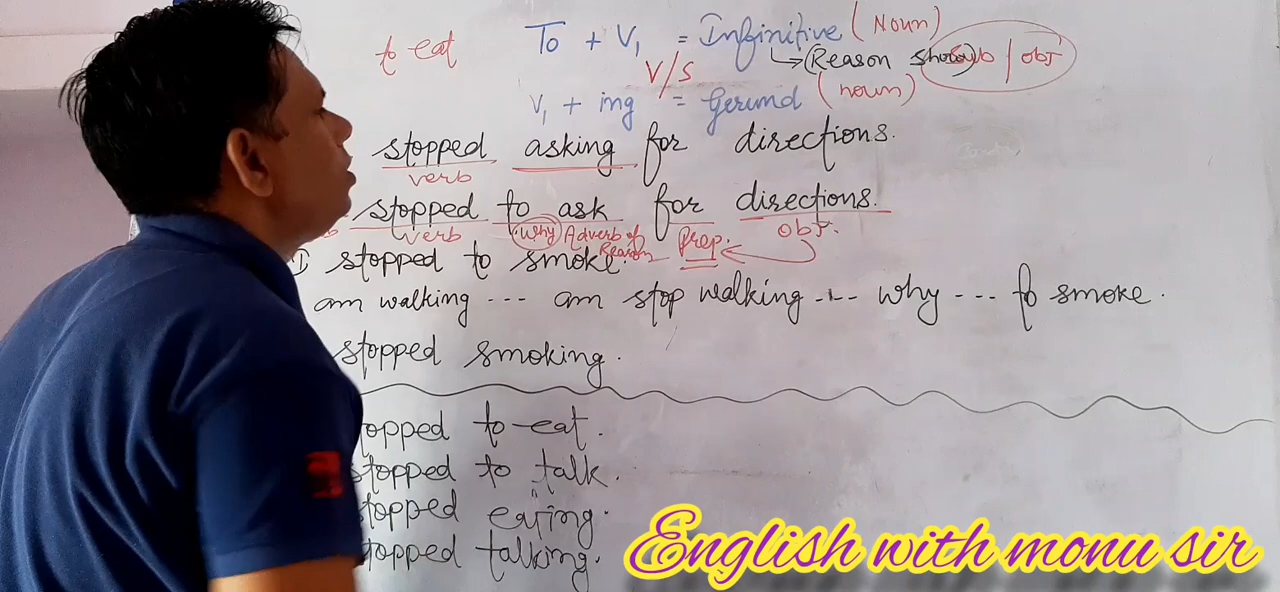 to eat To + V1 = Infinitive (Noun)
↳ (Reason show) sub / obj
V/S
V1 + ing = Gerund (noun)
stopped asking for directions.
verb
stopped to ask for directions.
verb why Adverb of Reason prep. obj.
I stopped to smoke.
am walking --- am stop walking --- why --- to smoke.
stopped smoking.
topped to eat.
stopped to talk.
topped eating.
topped talking.
English with monu sir